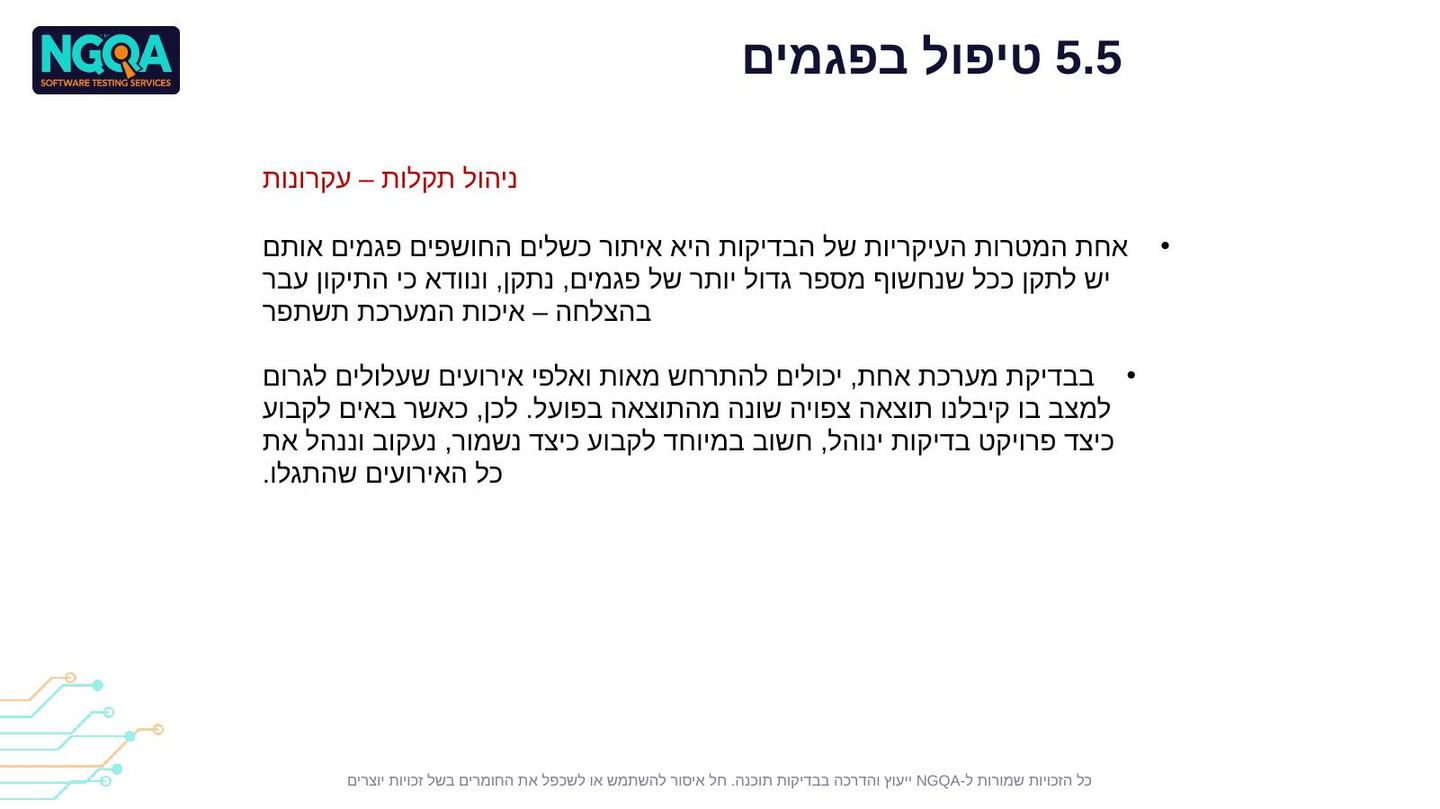 NGQA
SOFTWARE TESTING SERVICES
5.5 טיפול בפגמים
ניהול תקלות – עקרונות
• אחת המטרות העיקריות של הבדיקות היא איתור כשלים החושפים פגמים אותם
יש לתקן ככל שנחשוף מספר גדול יותר של פגמים, נתקן, ונוודא כי התיקון עבר
בהצלחה – איכות המערכת תשתפר
• בבדיקת מערכת אחת, יכולים להתרחש מאות ואלפי אירועים שעלולים לגרום
למצב בו קיבלנו תוצאה צפויה שונה מהתוצאה בפועל. לכן, כאשר באים לקבוע
כיצד פרויקט בדיקות ינוהל, חשוב במיוחד לקבוע כיצד נשמור, נעקוב וננהל את
כל האירועים שהתגלו.
כל הזכויות שמורות ל-NGQA ייעוץ והדרכה בבדיקות תוכנה. חל איסור להשתמש או לשכפל את החומרים בשל זכויות יוצרים